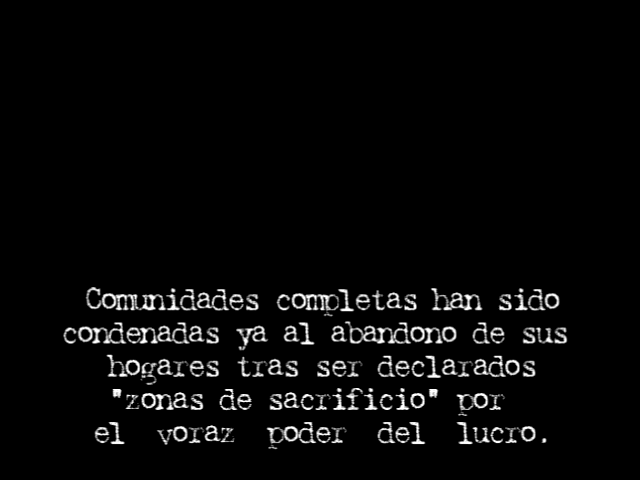 Comunidades completas han sido
condenadas ya al abandono de sus
hogares tras ser declarados
"zonas de sacrificio" por
el voraz poder del lucro.